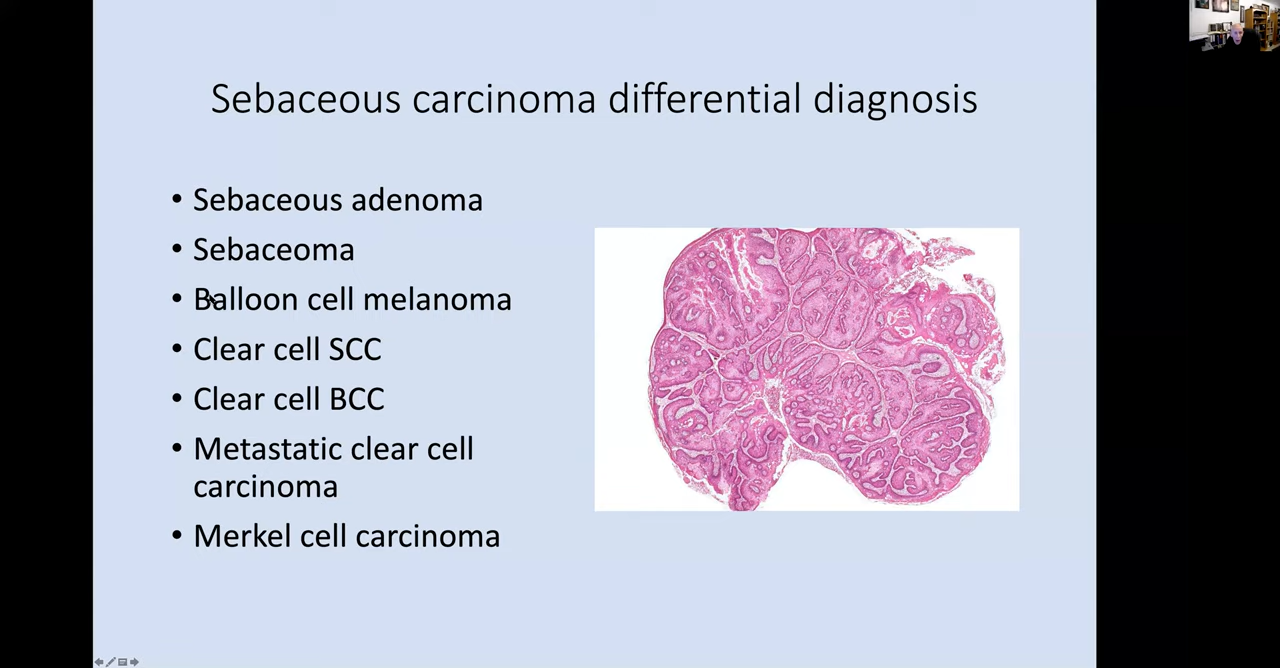 Sebaceous carcinoma differential diagnosis
• Sebaceous adenoma
• Sebaceoma
• Balloon cell melanoma
• Clear cell SCC
• Clear cell BCC
• Metastatic clear cell
carcinoma
• Merkel cell carcinoma